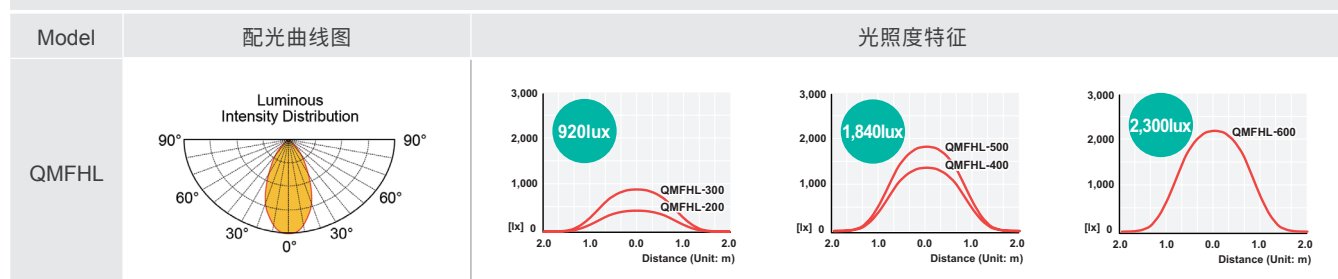 Model
配光曲线图
光照度特征
QMFHL
Luminous
Intensity Distribution
90°
90°
60°
60°
30°
30°
0°
3,000
2,000
1,000
[lx] 0
920lux
QMFHL-300
QMFHL-200
2.0 1.0 0.0 1.0 2.0
Distance (Unit: m)
3,000
2,000
1,000
[lx] 0
1,840lux
QMFHL-500
QMFHL-400
2.0 1.0 0.0 1.0 2.0
Distance (Unit: m)
3,000
2,000
1,000
[lx] 0
2,300lux
QMFHL-600
2.0 1.0 0.0 1.0 2.0
Distance (Unit: m)